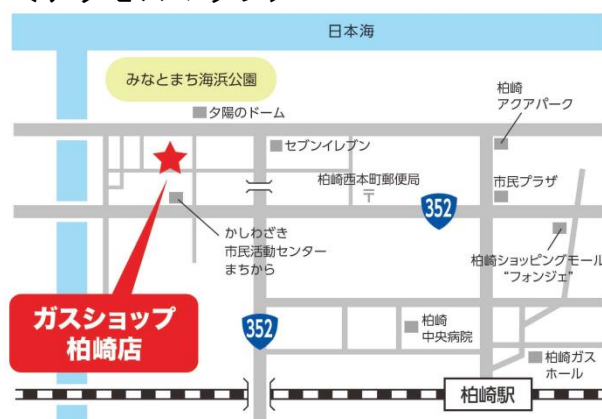 日本海
みなとまち海浜公園
夕陽のドーム
柏崎
アクアパーク
セブンイレブン
柏崎西本町郵便局
〒
市民プラザ
352
かしわざき
市民活動センター
まちから
柏崎ショッピングモール
"フォンジェ"
ガスショップ
柏崎店
352
柏崎
中央病院
柏崎ガス
ホール
柏崎駅